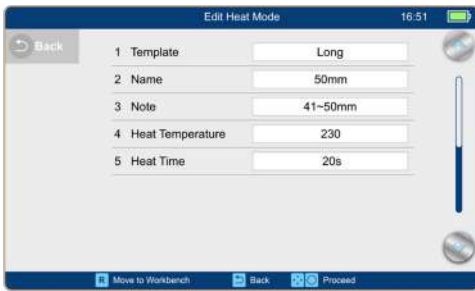 Edit Heat Mode 16:51
Back
1 Template Long
2 Name 50mm
3 Note 41~50mm
4 Heat Temperature 230
5 Heat Time 20s
R Move to Workbench Back Proceed